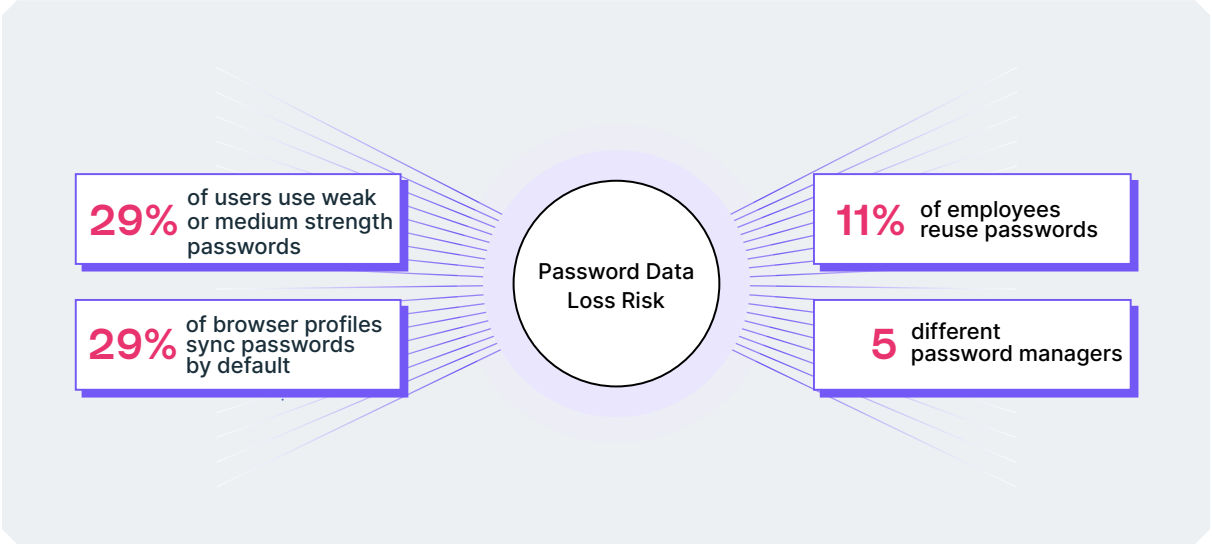 29%
of users use weak
or medium strength
passwords
29%
of browser profiles
sync passwords
by default
Password Data
Loss Risk
11%
of employees
reuse passwords
5
different
password managers